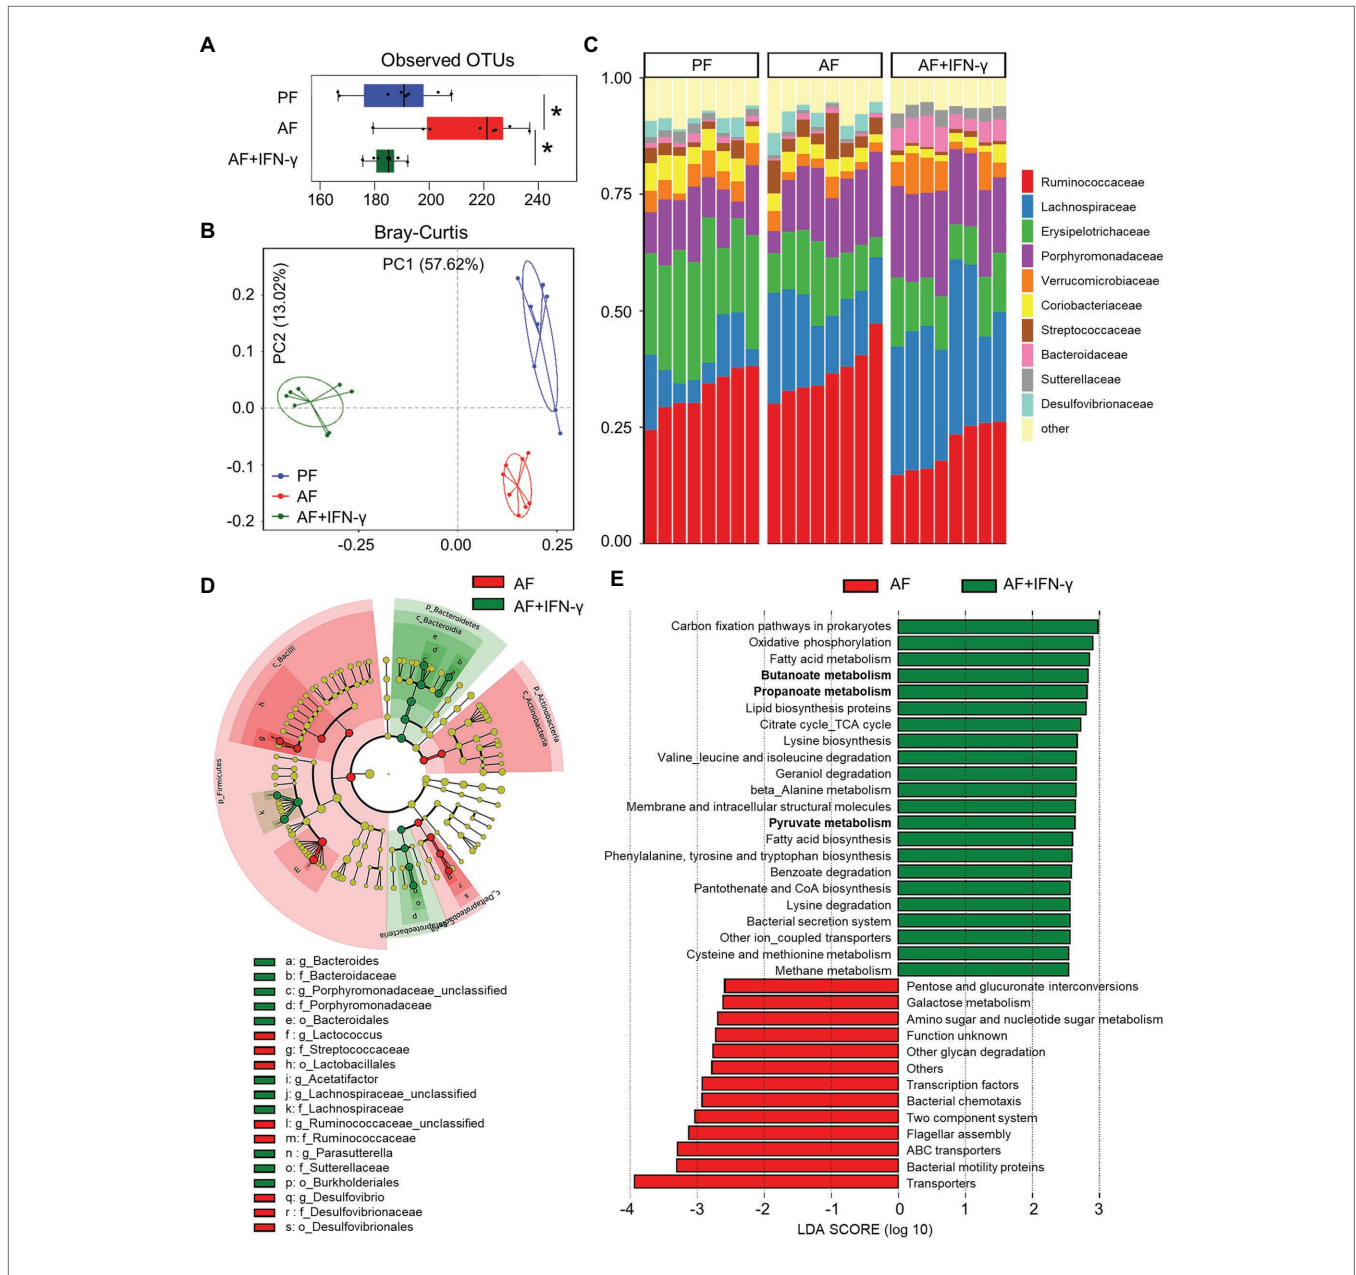 A
Observed OTUs
PF
AF
AF+IFN-γ
*
*
160 180 200 220 240
B
Bray-Curtis
PC1 (57.62%)
PC2 (13.02%)
0.2
0.1
0.0
-0.1
-0.2
PF
AF
AF+IFN-γ
-0.25 0.00 0.25
C
PF AF AF+IFN-γ
1.00
0.75
0.50
0.25
0.00
Ruminococcaceae
Lachnospiraceae
Erysipelotrichaceae
Porphyromonadaceae
Verrucomicrobiaceae
Coriobacteriaceae
Streptococcaceae
Bacteroidaceae
Sutterellaceae
Desulfovibrionaceae
other
D
AF
AF+IFN-γ
p_Bacteroidetes
c_Bacteroidia
e
d
b
c_Bacilli
h
g
p_Actinobacteria
c_Actinobacteria
p_Firmicutes
k
m
c_Deltaproteobacteria
r
s
o
p
a: g_Bacteroides
b: f_Bacteroidaceae
c: g_Porphyromonadaceae_unclassified
d: f_Porphyromonadaceae
e: o_Bacteroidales
f : g_Lactococcus
g: f_Streptococcaceae
h: o_Lactobacillales
i: g_Acetatifactor
j: g_Lachnospiraceae_unclassified
k: f_Lachnospiraceae
l: g_Ruminococcaceae_unclassified
m: f_Ruminococcaceae
n : g_Parasutterella
o: f_Sutterellaceae
p: o_Burkholderiales
q: g_Desulfovibrio
r : f_Desulfovibrionaceae
s: o_Desulfovibrionales
E
AF AF+IFN-γ
Carbon fixation pathways in prokaryotes
Oxidative phosphorylation
Fatty acid metabolism
Butanoate metabolism
Propanoate metabolism
Lipid biosynthesis proteins
Citrate cycle_TCA cycle
Lysine biosynthesis
Valine_leucine and isoleucine degradation
Geraniol degradation
beta_Alanine metabolism
Membrane and intracellular structural molecules
Pyruvate metabolism
Fatty acid biosynthesis
Phenylalanine, tyrosine and tryptophan biosynthesis
Benzoate degradation
Pantothenate and CoA biosynthesis
Lysine degradation
Bacterial secretion system
Other ion_coupled transporters
Cysteine and methionine metabolism
Methane metabolism
Pentose and glucuronate interconversions
Galactose metabolism
Amino sugar and nucleotide sugar metabolism
Function unknown
Other glycan degradation
Others
Transcription factors
Bacterial chemotaxis
Two component system
Flagellar assembly
ABC transporters
Bacterial motility proteins
Transporters
-4 -3 -2 -1 0 1 2 3
LDA SCORE (log 10)